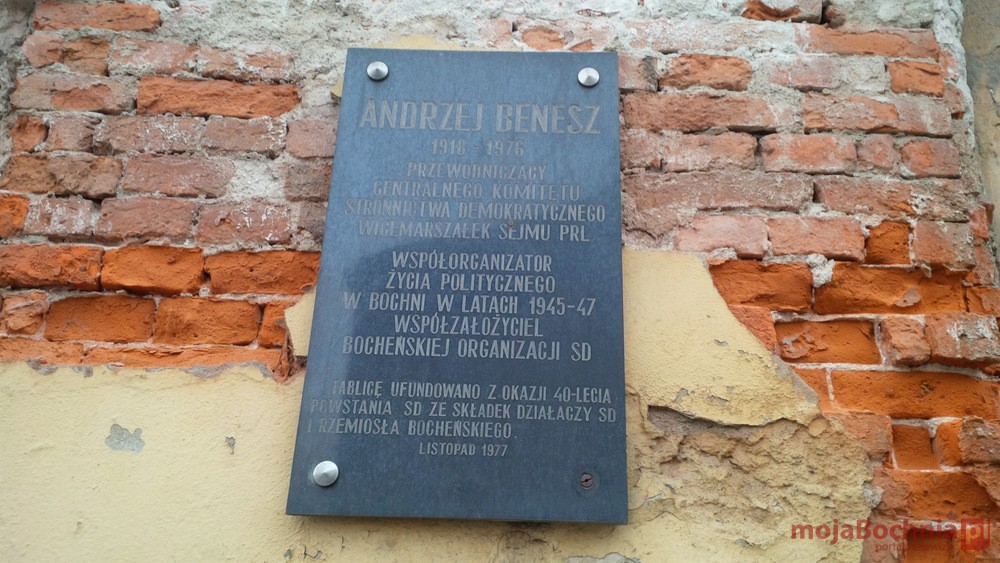 ANDRZEJ BENESZ
1918 - 1976
PRZEWODNICZĄCY
CENTRALNEGO KOMITETU
STRONNICTWA DEMOKRATYCZNEGO
WICEMARSZAŁEK SEJMU PRL
WSPÓŁORGANIZATOR
ŻYCIA POLITYCZNEGO
W BOCHNI W LATACH 1945-47
WSPÓŁZAŁOŻYCIEL
BOCHEŃSKIEJ ORGANIZACJI SD
TABLICĘ UFUNDOWANO Z OKAZJI 40-LECIA
POWSTANIA SD ZE SKŁADEK DZIAŁACZY SD
I RZEMIOSŁA BOCHEŃSKIEGO.
LISTOPAD 1977
mojaBochnia.pl